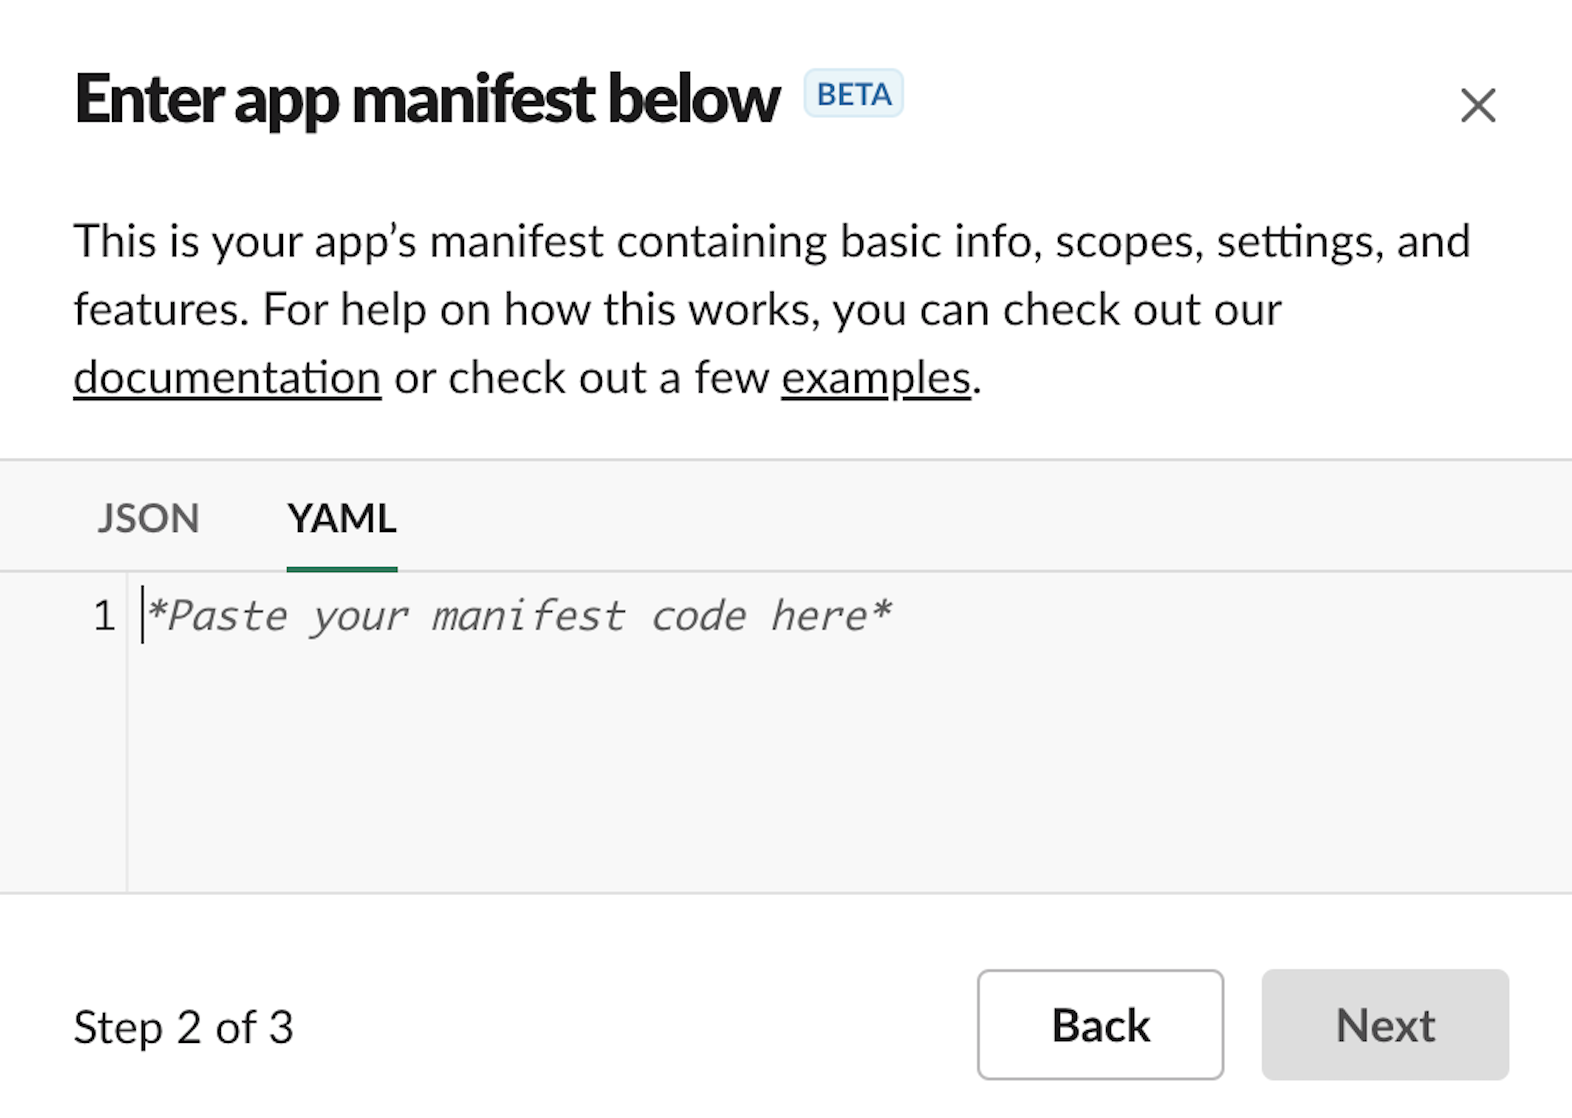 Enter app manifest below BETA
This is your app’s manifest containing basic info, scopes, settings, and
features. For help on how this works, you can check out our
documentation or check out a few examples.
JSON YAML
1 *Paste your manifest code here*
Step 2 of 3 Back Next